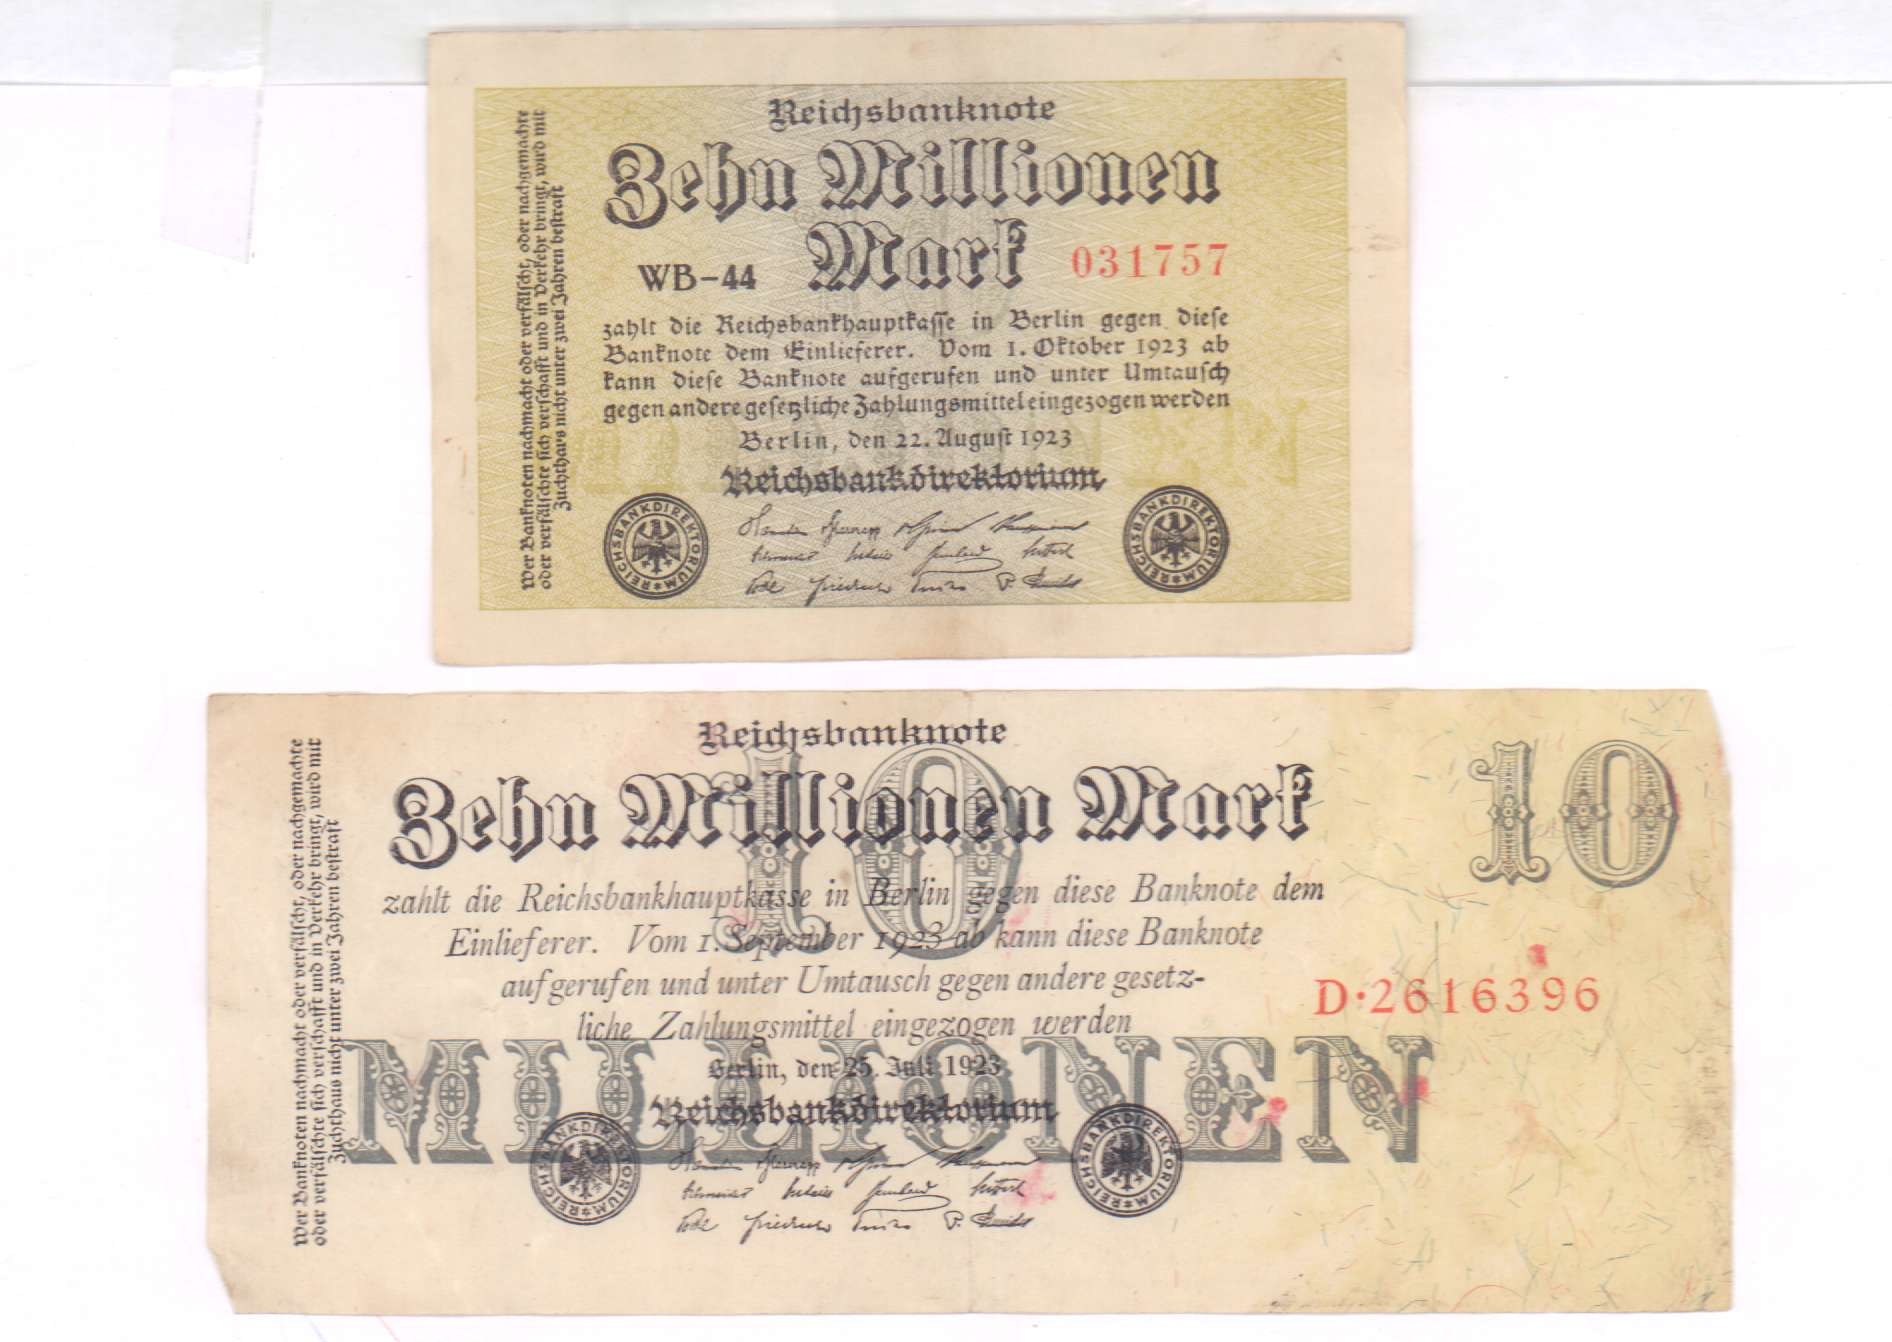 Reichsbanknote
Zehn Millionen
Mark
WB-44
031757
zahlt die Reichsbankhauptkasse in Berlin gegen diese
Banknote dem Einlieferer. Vom 1. Oktober 1923 ab
kann diese Banknote aufgerufen und unter Umtausch
gegen andere gesetzliche Zahlungsmittel eingezogen werden
Berlin, den 22. August 1923
Reichsbankdirektorium
REICHSBANKDIREKTORIUM
REICHSBANKDIREKTORIUM
Wer Banknoten nachmacht oder verfälscht, oder nachgemachte
oder verfälschte sich verschafft und in Verkehr bringt, wird mit
Zuchthaus nicht unter zwei Jahren bestraft
Reichsbanknote
10
Zehn Millionen Mark
10
zahlt die Reichsbankhauptkasse in Berlin gegen diese Banknote dem
Einlieferer. Vom 1. September 1923 ab kann diese Banknote
aufgerufen und unter Umtausch gegen andere gesetz-
liche Zahlungsmittel eingezogen werden
D·2616396
MILLIONEN
Berlin, den 25. Juli 1923
Reichsbankdirektorium
REICHSBANKDIREKTORIUM
REICHSBANKDIREKTORIUM
Wer Banknoten nachmacht oder verfälscht, oder nachgemachte
oder verfälschte sich verschafft und in Verkehr bringt, wird mit
Zuchthaus nicht unter zwei Jahren bestraft